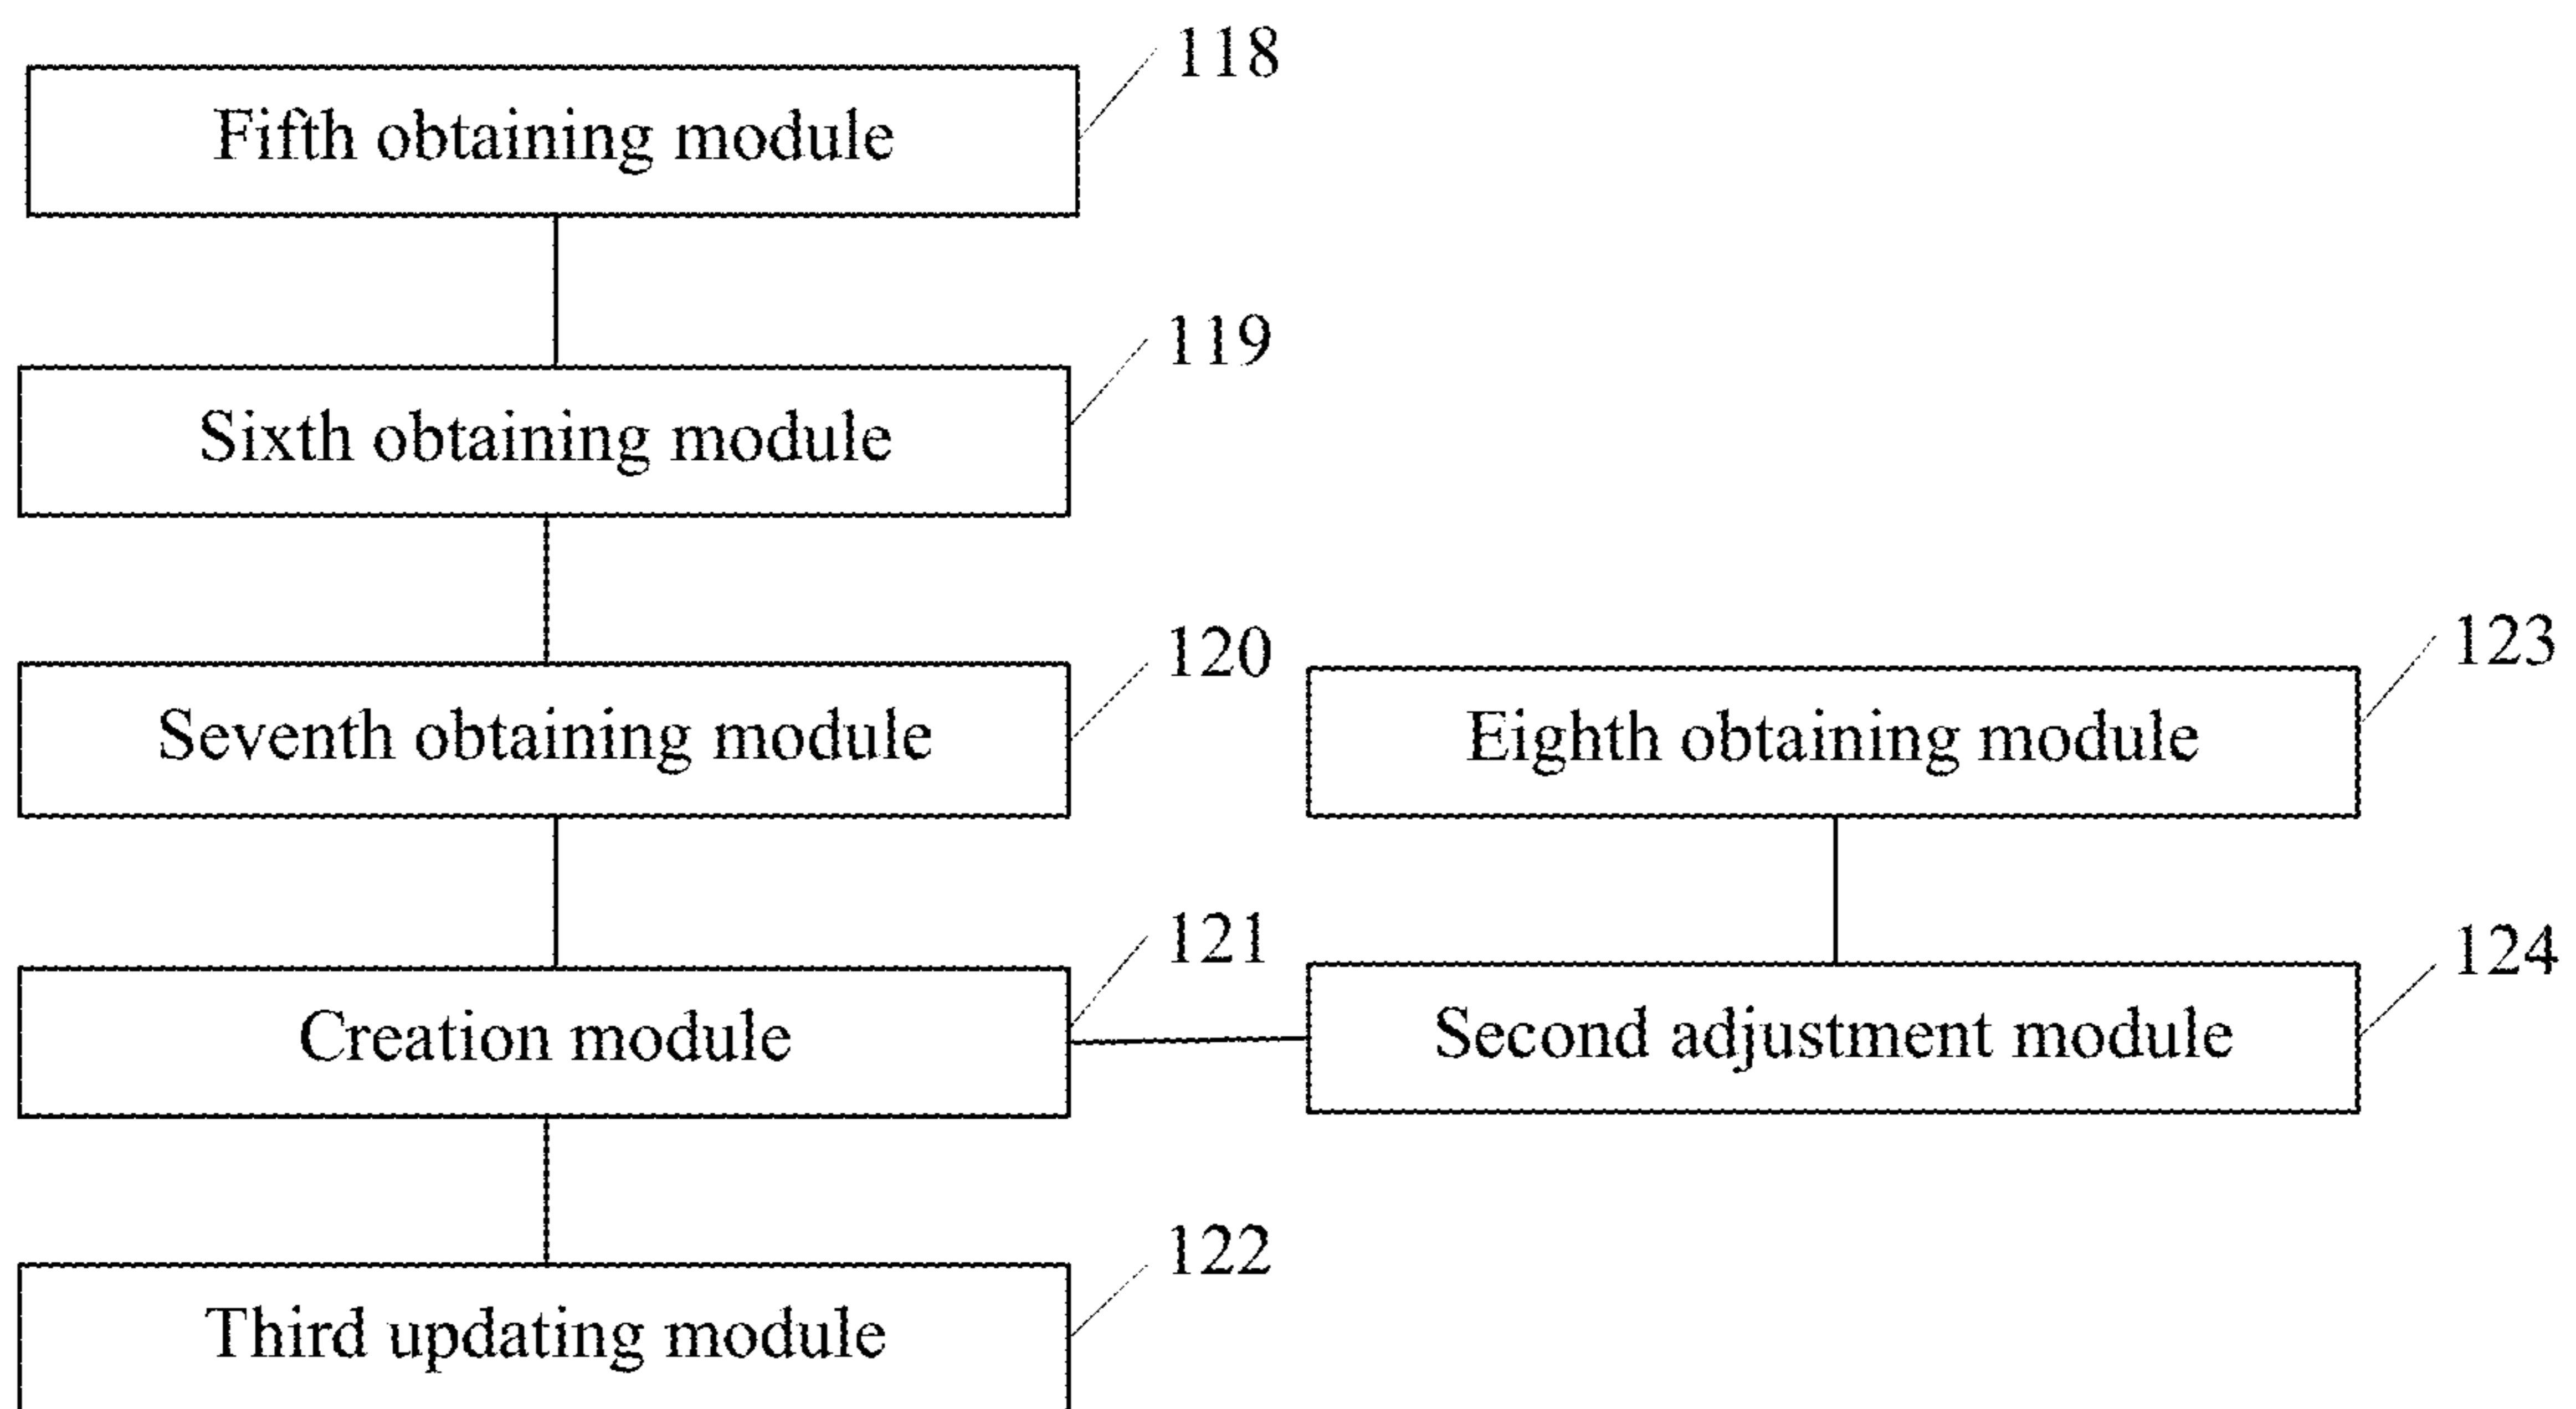 118
Fifth obtaining module
119
Sixth obtaining module
120
Seventh obtaining module
123
Eighth obtaining module
121
Creation module
124
Second adjustment module
122
Third updating module